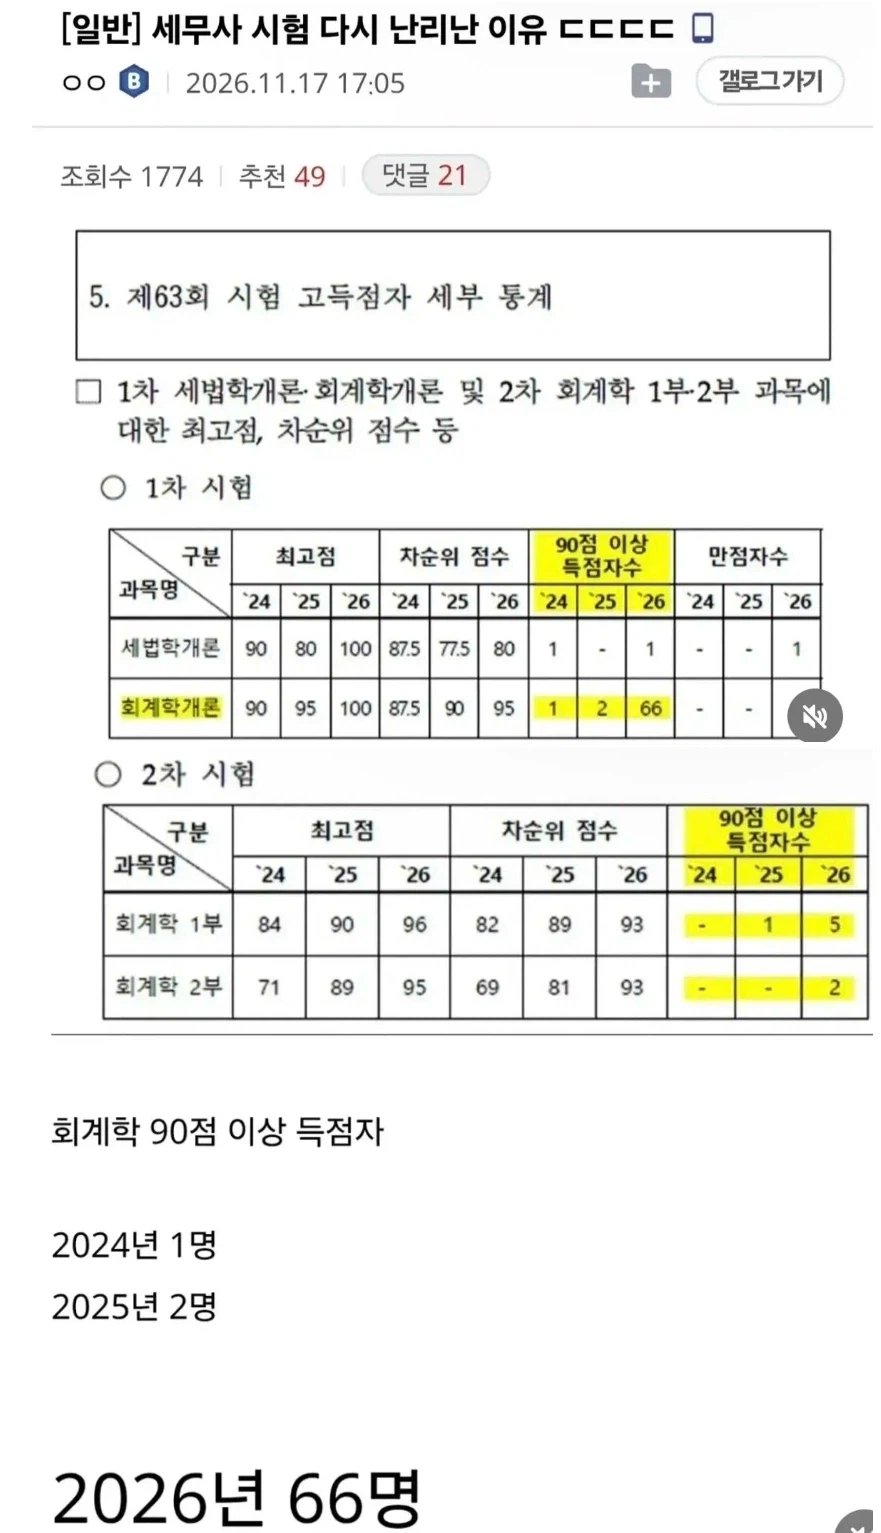 [일반] 세무사 시험 다시 난리난 이유 ㄷㄷㄷㄷ
ㅇㅇ B 2026.11.17 17:05 갤로그 가기
조회수 1774 추천 49 댓글 21
5. 제63회 시험 고득점자 세부 통계
□ 1차 세법학개론·회계학개론 및 2차 회계학 1부·2부 과목에
대한 최고점, 차순위 점수 등
○ 1차 시험
구분 최고점 차순위 점수 90점 이상 득점자수 만점자수
과목명 `24 `25 `26 `24 `25 `26 `24 `25 `26 `24 `25 `26
세법학개론 90 80 100 87.5 77.5 80 1 - 1 - - 1
회계학개론 90 95 100 87.5 90 95 1 2 66 - -
○ 2차 시험
구분 최고점 차순위 점수 90점 이상 득점자수
과목명 `24 `25 `26 `24 `25 `26 `24 `25 `26
회계학 1부 84 90 96 82 89 93 - 1 5
회계학 2부 71 89 95 69 81 93 - - 2
회계학 90점 이상 득점자
2024년 1명
2025년 2명
2026년 66명